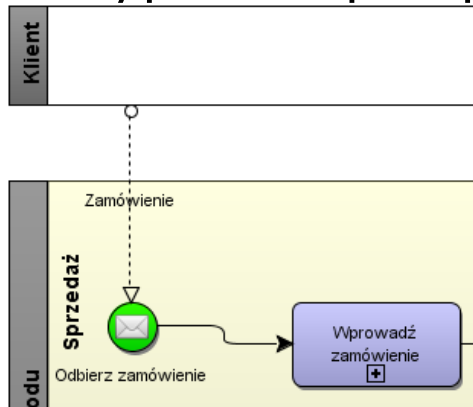 Klient
Zamówienie
Sprzedaż
Odbierz zamówienie
Wprowadź
zamówienie
odu